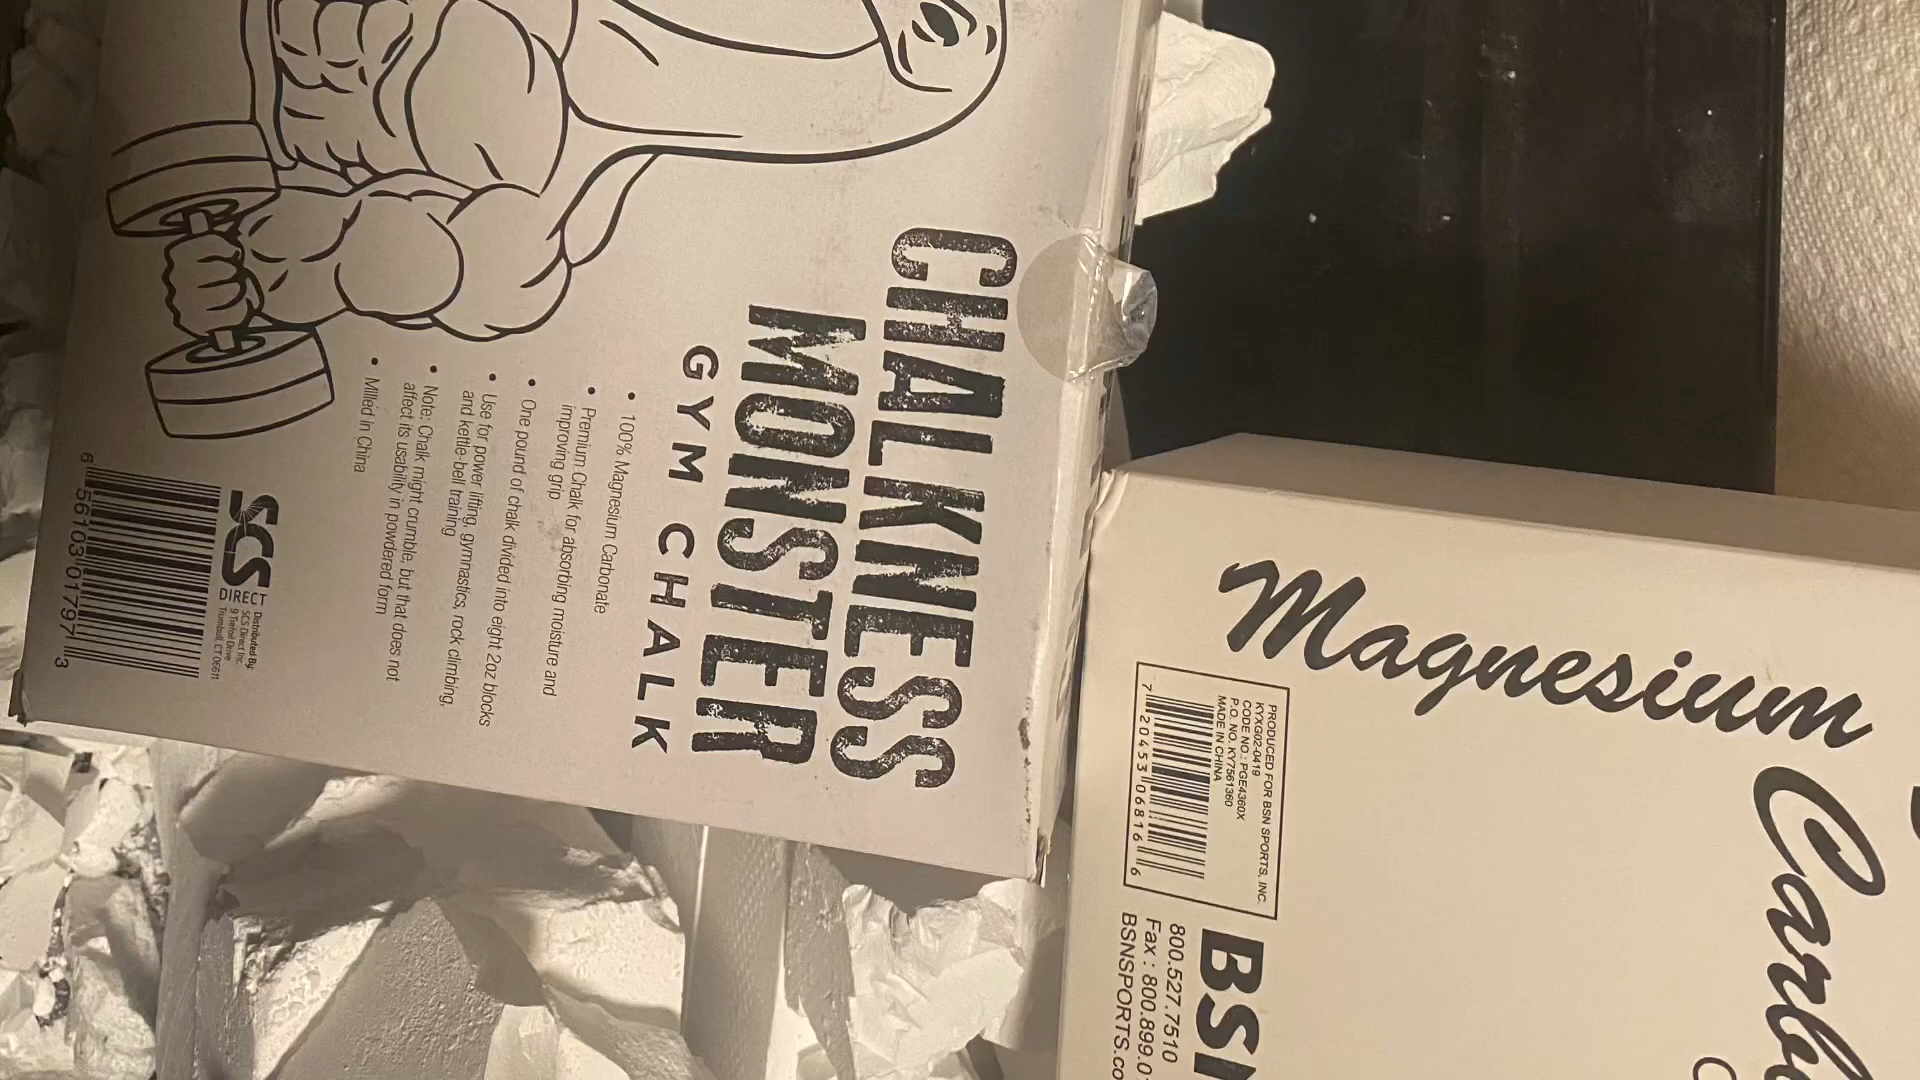 CHALKNESS
MONSTER
GYM CHALK
• 100% Magnesium Carbonate
• Premium Chalk for absorbing moisture and
improving grip
• One pound of chalk divided into eight 2oz blocks
• Use for power lifting, gymnastics, rock climbing,
and kettle-bell training
• Note: Chalk might crumble, but that does not
affect its usability in powdered form
• Milled in China
SCS
DIRECT
Distributed By:
SCS Direct Inc.
9 Trefoil Drive
Trumbull, CT 06611
6 56103 01797 3
Magnesium
PRODUCED FOR BSN SPORTS, INC.
KYXG02-0419
CODE NO.: PGE4360X
P.O. NO. KY7561360
MADE IN CHINA
7 20453 06816 6
BSN
800.527.7510
Fax : 800.899.0
BSNSPORTS.co